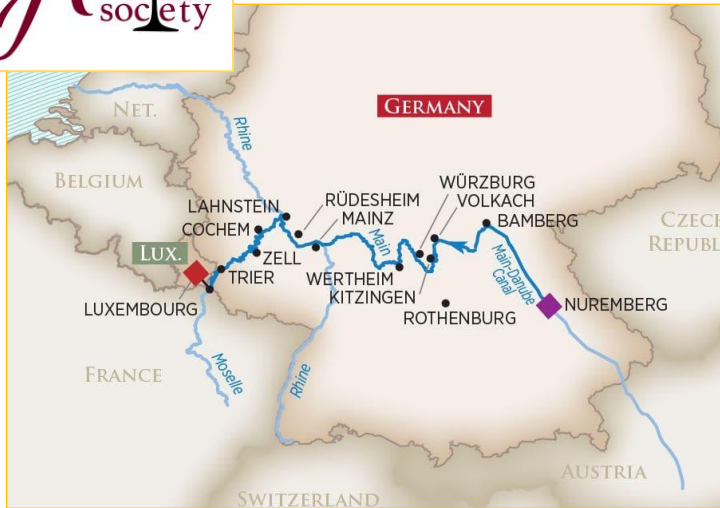 society
NET.
Rhine
GERMANY
BELGIUM
WÜRZBURG
VOLKACH
LAHNSTEIN
RÜDESHEIM
BAMBERG
COCHEM
MAINZ
CZECH
REPUBL
LUX.
ZELL
Main
Main-Danube
Canal
TRIER
WERTHEIM
KITZINGEN
NUREMBERG
LUXEMBOURG
ROTHENBURG
FRANCE
Moselle
Rhine
AUSTRIA
SWITZERLAND